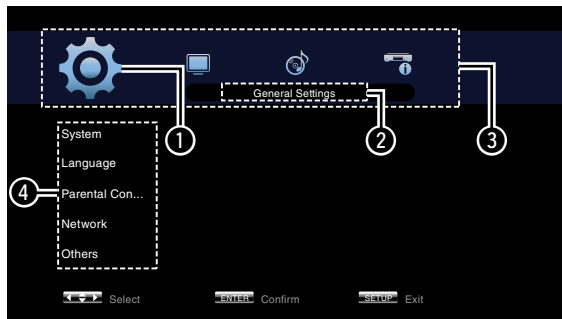 General Settings
1
2
3
System
Language
4
Parental Con...
Network
Others
Select ENTER Confirm SETUP Exit